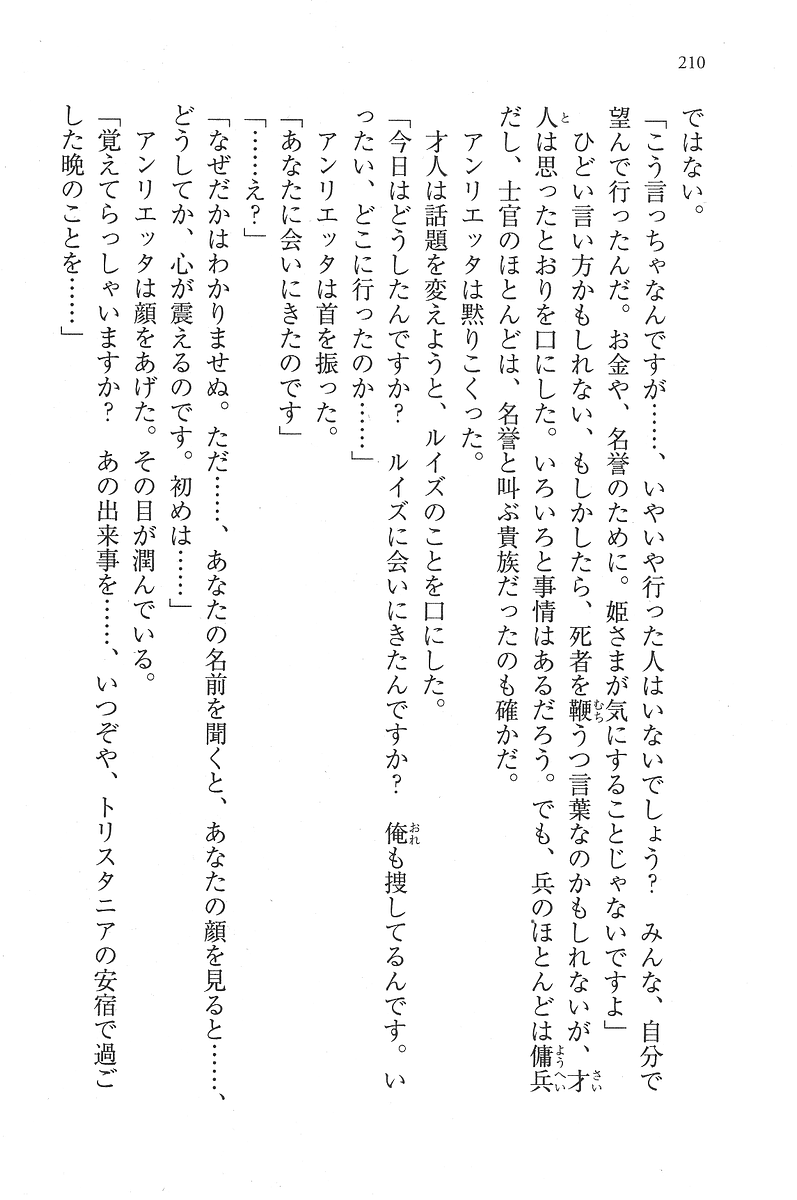 210
ではない。
「こう言っちゃなんですが……、いやいや行った人はいないでしょう？　みんな、自分で
望んで行ったんだ。お金や、名誉のために。姫さまが気にすることじゃないですよ」
　ひどい言い方かもしれない、もしかしたら、死者を鞭うつ言葉なのかもしれないが、才
人は思ったとおりを口にした。いろいろと事情はあるだろう。でも、兵のほとんどは傭兵
だし、士官のほとんどは、名誉と叫ぶ貴族だったのも確かだ。
　アンリエッタは黙りこくった。
　才人は話題を変えようと、ルイズのことを口にした。
「今日はどうしたんですか？　ルイズに会いにきたんですか？　俺も捜してるんです。い
ったい、どこに行ったのか……」
　アンリエッタは首を振った。
「あなたに会いにきたのです」
「……え？」
「なぜだかはわかりませぬ。ただ……、あなたの名前を聞くと、あなたの顔を見ると……、
どうしてか、心が震えるのです。初めは……」
　アンリエッタは顔をあげた。その目が潤んでいる。
「覚えてらっしゃいますか？　あの出来事を……、いつぞや、トリスタニアの安宿で過ご
した晩のことを……」